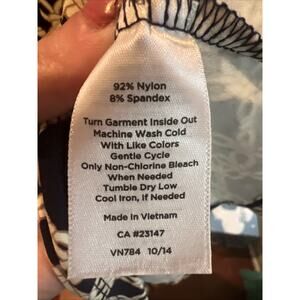 92% Nylon
8% Spandex
Turn Garment Inside Out
Machine Wash Cold
With Like Colors
Gentle Cycle
Only Non-Chlorine Bleach
When Needed
Tumble Dry Low
Cool Iron, If Needed
Made In Vietnam
CA #23147
VN784 10/14